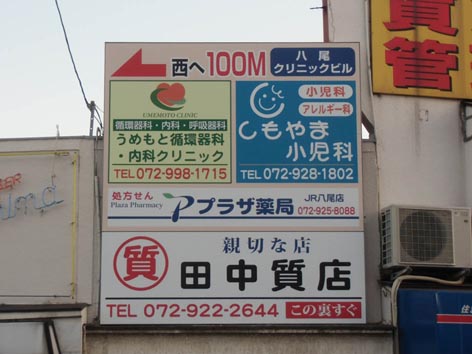 西へ100M
八尾
クリニックビル
UMEMOTO CLINIC
循環器科・内科・呼吸器科
うめもと循環器科
・内科クリニック
TEL 072-998-1715
小児科
アレルギー科
しもやま
小児科
TEL.072-928-1802
処方せん
Plaza Pharmacy
プラザ薬局
JR八尾店
072-925-8088
質
親切な店
田中質店
TEL 072-922-2644
この裏すぐ
質
管